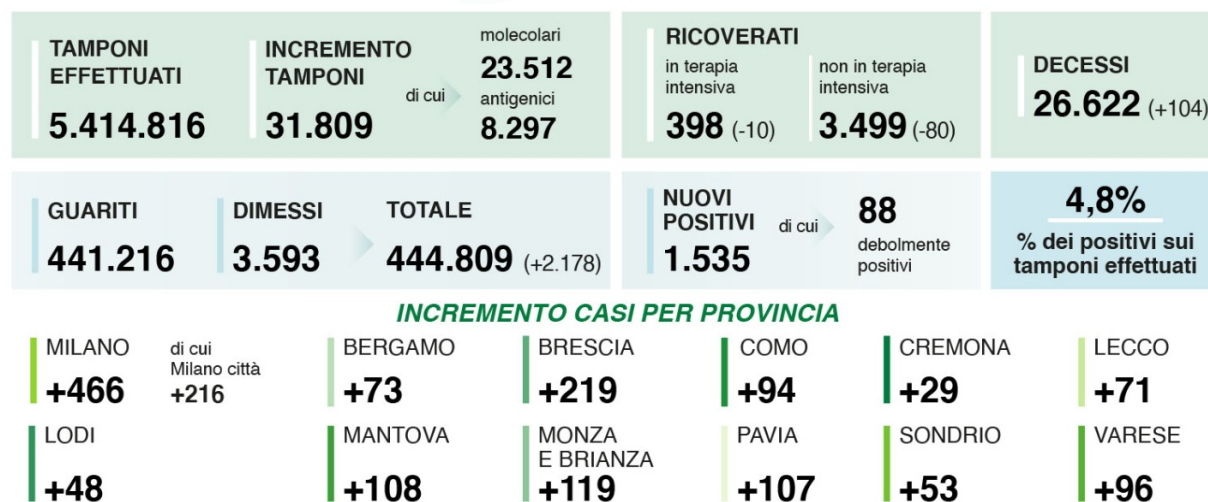 TAMPONI
EFFETTUATI
5.414.816
INCREMENTO
TAMPONI
31.809
di cui
molecolari
23.512
antigenici
8.297
RICOVERATI
in terapia
intensiva
398 (-10)
non in terapia
intensiva
3.499 (-80)
DECESSI
26.622 (+104)
GUARITI
441.216
DIMESSI
3.593
TOTALE
444.809 (+2.178)
NUOVI
POSITIVI
1.535
di cui
88
debolmente
positivi
4,8%
% dei positivi sui
tamponi effettuati
INCREMENTO CASI PER PROVINCIA
MILANO
+466
di cui
Milano città
+216
BERGAMO
+73
BRESCIA
+219
COMO
+94
CREMONA
+29
LECCO
+71
LODI
+48
MANTOVA
+108
MONZA
E BRIANZA
+119
PAVIA
+107
SONDRIO
+53
VARESE
+96